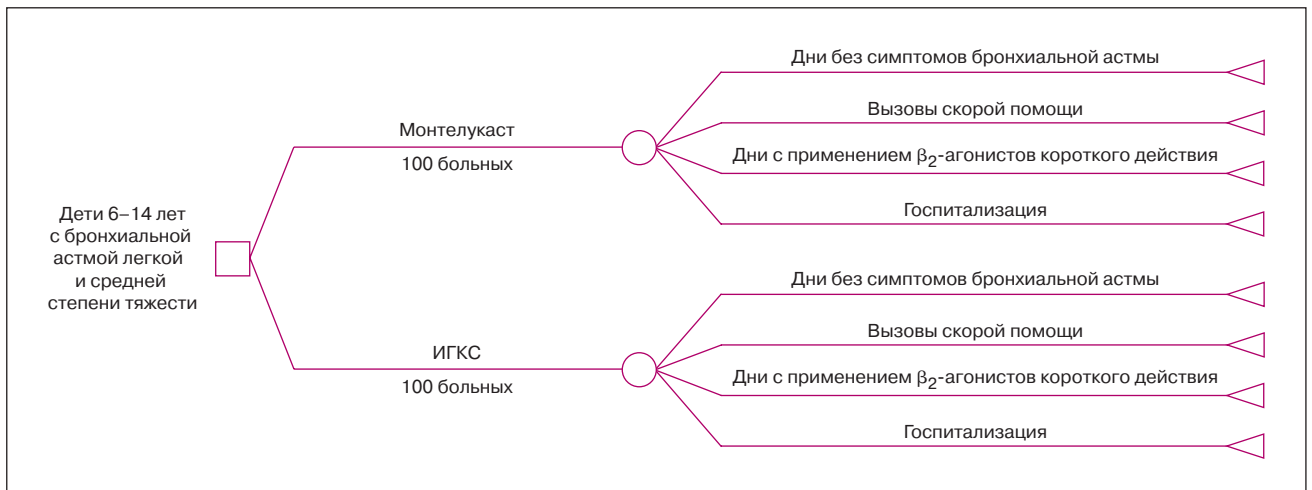 Дети 6–14 лет
с бронхиальной
астмой легкой
и средней
степени тяжести
Монтелукаст
100 больных
Дни без симптомов бронхиальной астмы
Вызовы скорой помощи
Дни с применением β2-агонистов короткого действия
Госпитализация
ИГКС
100 больных
Дни без симптомов бронхиальной астмы
Вызовы скорой помощи
Дни с применением β2-агонистов короткого действия
Госпитализация